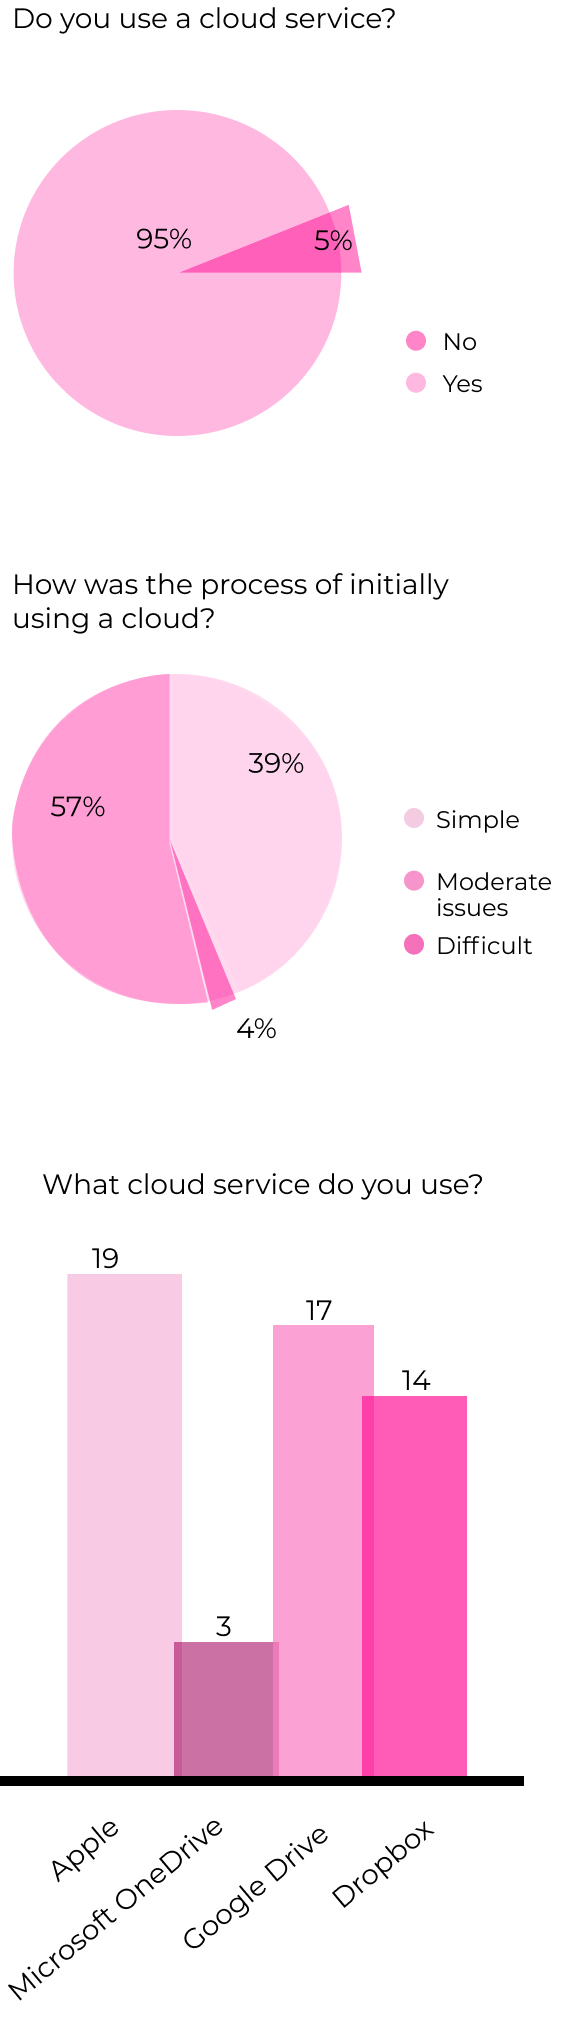 Do you use a cloud service?
95%
5%
No
Yes
How was the process of initially
using a cloud?
39%
57%
Simple
Moderate
issues
Difficult
4%
What cloud service do you use?
19
17
14
3
Apple
Microsoft OneDrive
Google Drive
Dropbox